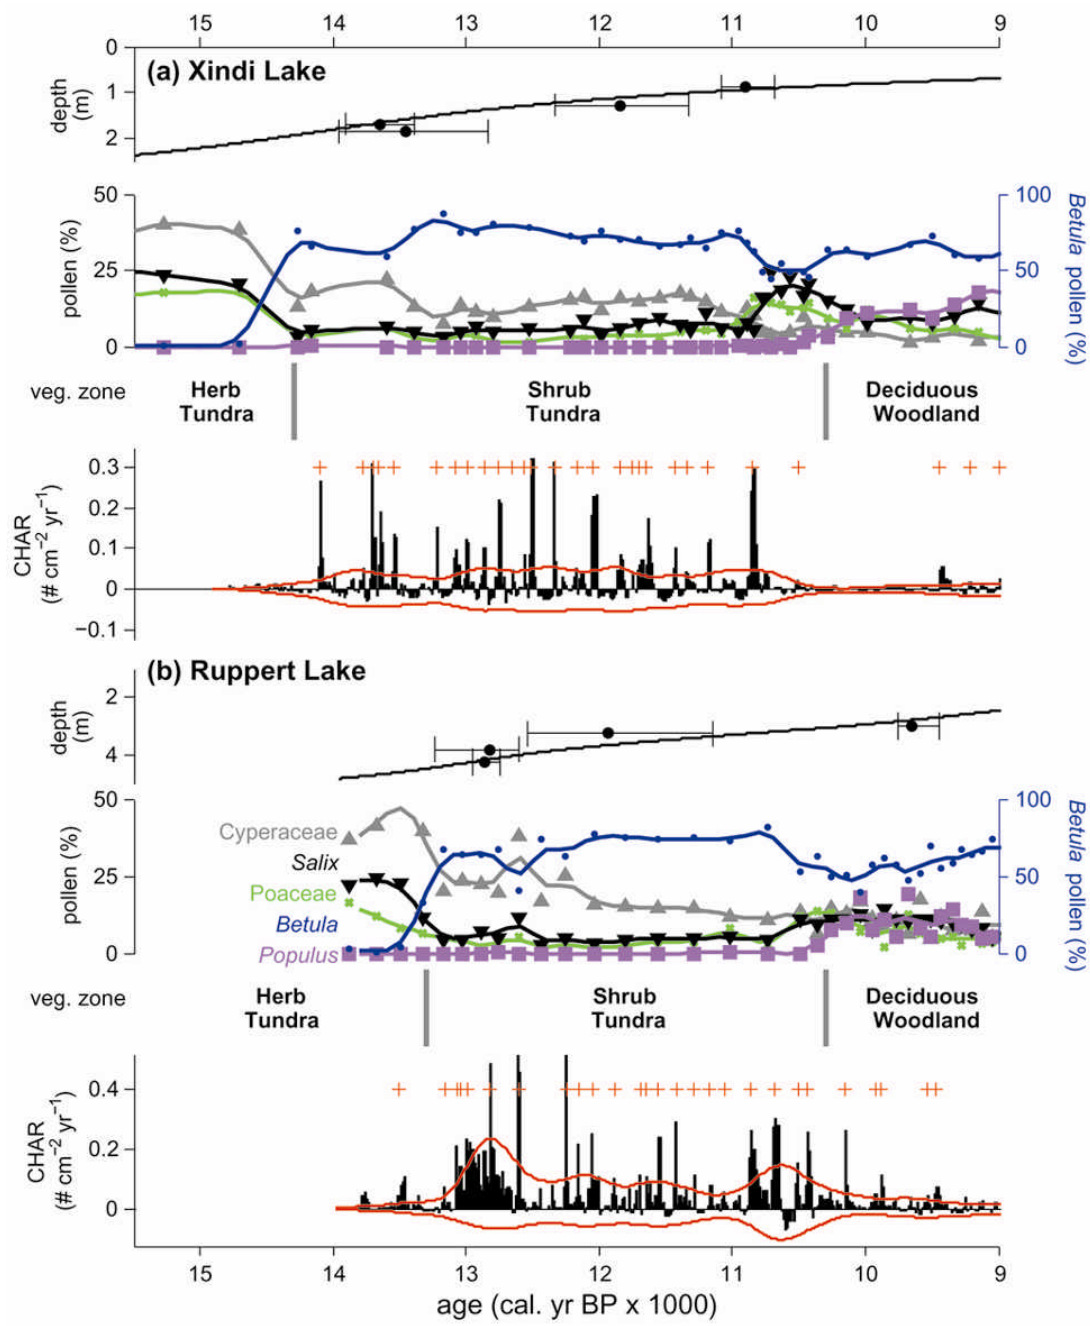 15 14 13 12 11 10 9
(a) Xindi Lake
0
1
2
depth
(m)
50
25
0
pollen (%)
100
50
0
Betula pollen (%)
veg. zone
Herb
Tundra
Shrub
Tundra
Deciduous
Woodland
0.3
0.2
0.1
0
−0.1
CHAR
(# cm−2 yr−1)
(b) Ruppert Lake
2
4
depth
(m)
50
25
0
pollen (%)
Cyperaceae
Salix
Poaceae
Betula
Populus
100
50
0
Betula pollen (%)
veg. zone
Herb
Tundra
Shrub
Tundra
Deciduous
Woodland
0.4
0.2
0
CHAR
(# cm−2 yr−1)
15 14 13 12 11 10 9
age (cal. yr BP x 1000)